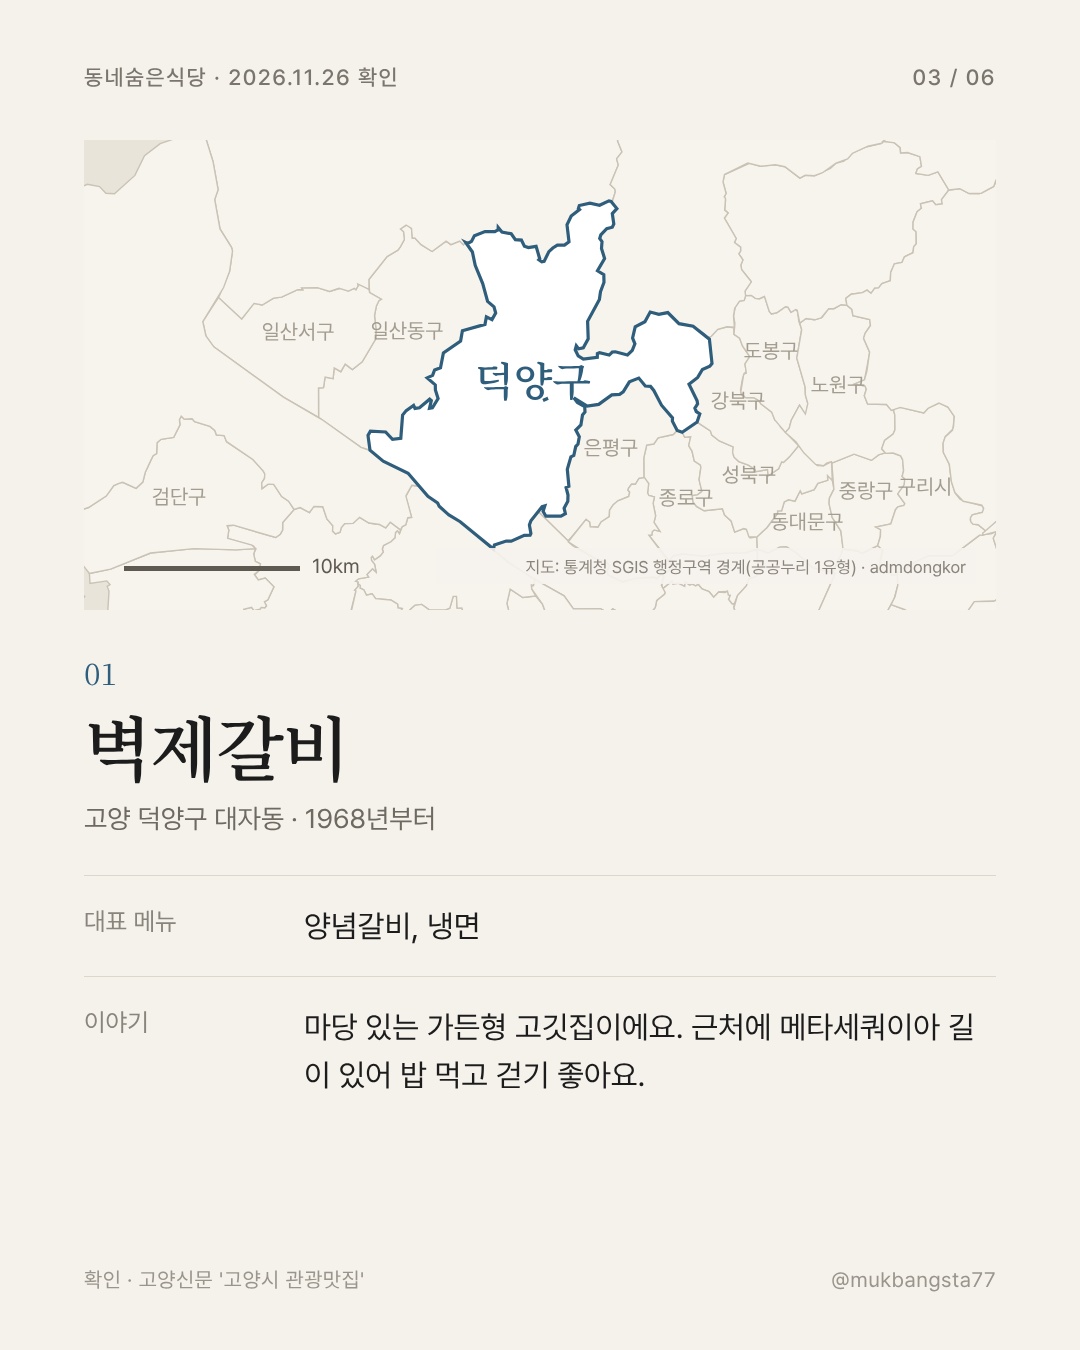 동네숨은식당 · 2026.11.26 확인
03 / 06
일산서구
일산동구
덕양구
도봉구
노원구
강북구
은평구
성북구
종로구
중랑구
구리시
동대문구
검단구
10km
지도: 통계청 SGIS 행정구역 경계(공공누리 1유형) · admdongkor
01
벽제갈비
고양 덕양구 대자동 · 1968년부터
대표 메뉴
양념갈비, 냉면
이야기
마당 있는 가든형 고깃집이에요. 근처에 메타세쿼이아 길
이 있어 밥 먹고 걷기 좋아요.
확인 · 고양신문 '고양시 관광맛집'
@mukbangsta77